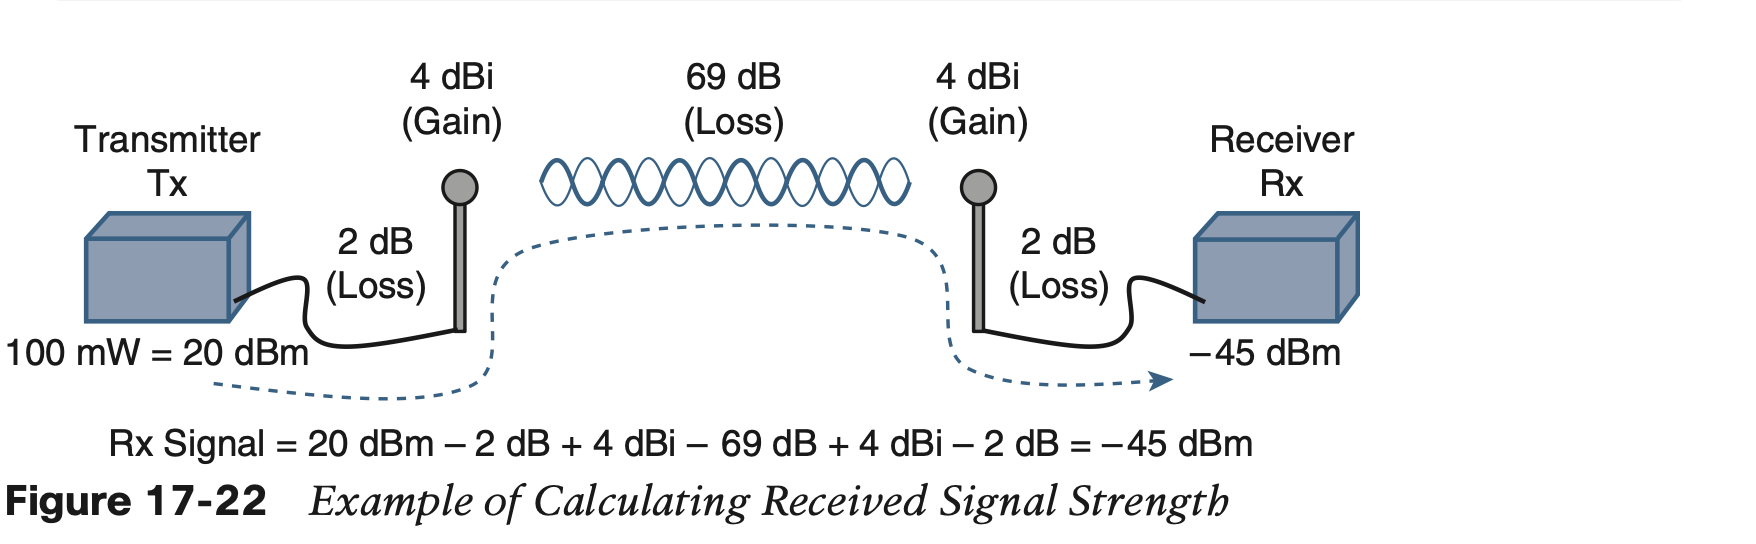 4 dBi
(Gain)
69 dB
(Loss)
4 dBi
(Gain)
Transmitter
Tx
Receiver
Rx
2 dB
(Loss)
2 dB
(Loss)
100 mW = 20 dBm
−45 dBm
Rx Signal = 20 dBm – 2 dB + 4 dBi – 69 dB + 4 dBi – 2 dB = −45 dBm
Figure 17-22 Example of Calculating Received Signal Strength